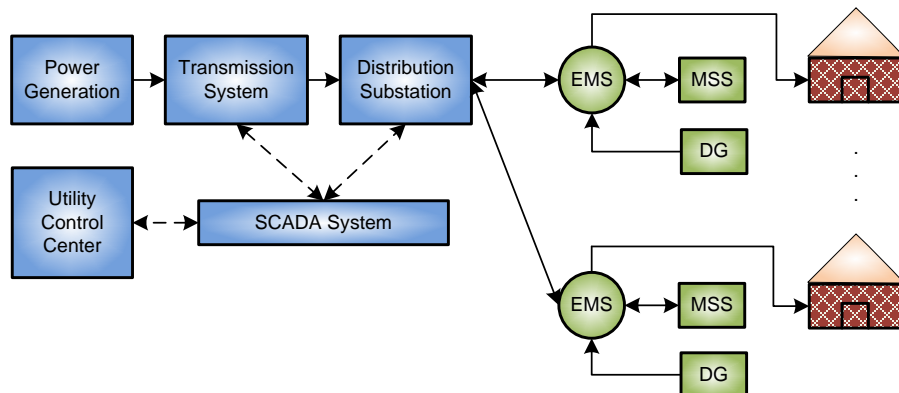 Power
Generation
Transmission
System
Distribution
Substation
EMS
MSS
DG
Utility
Control
Center
SCADA System
EMS
MSS
DG